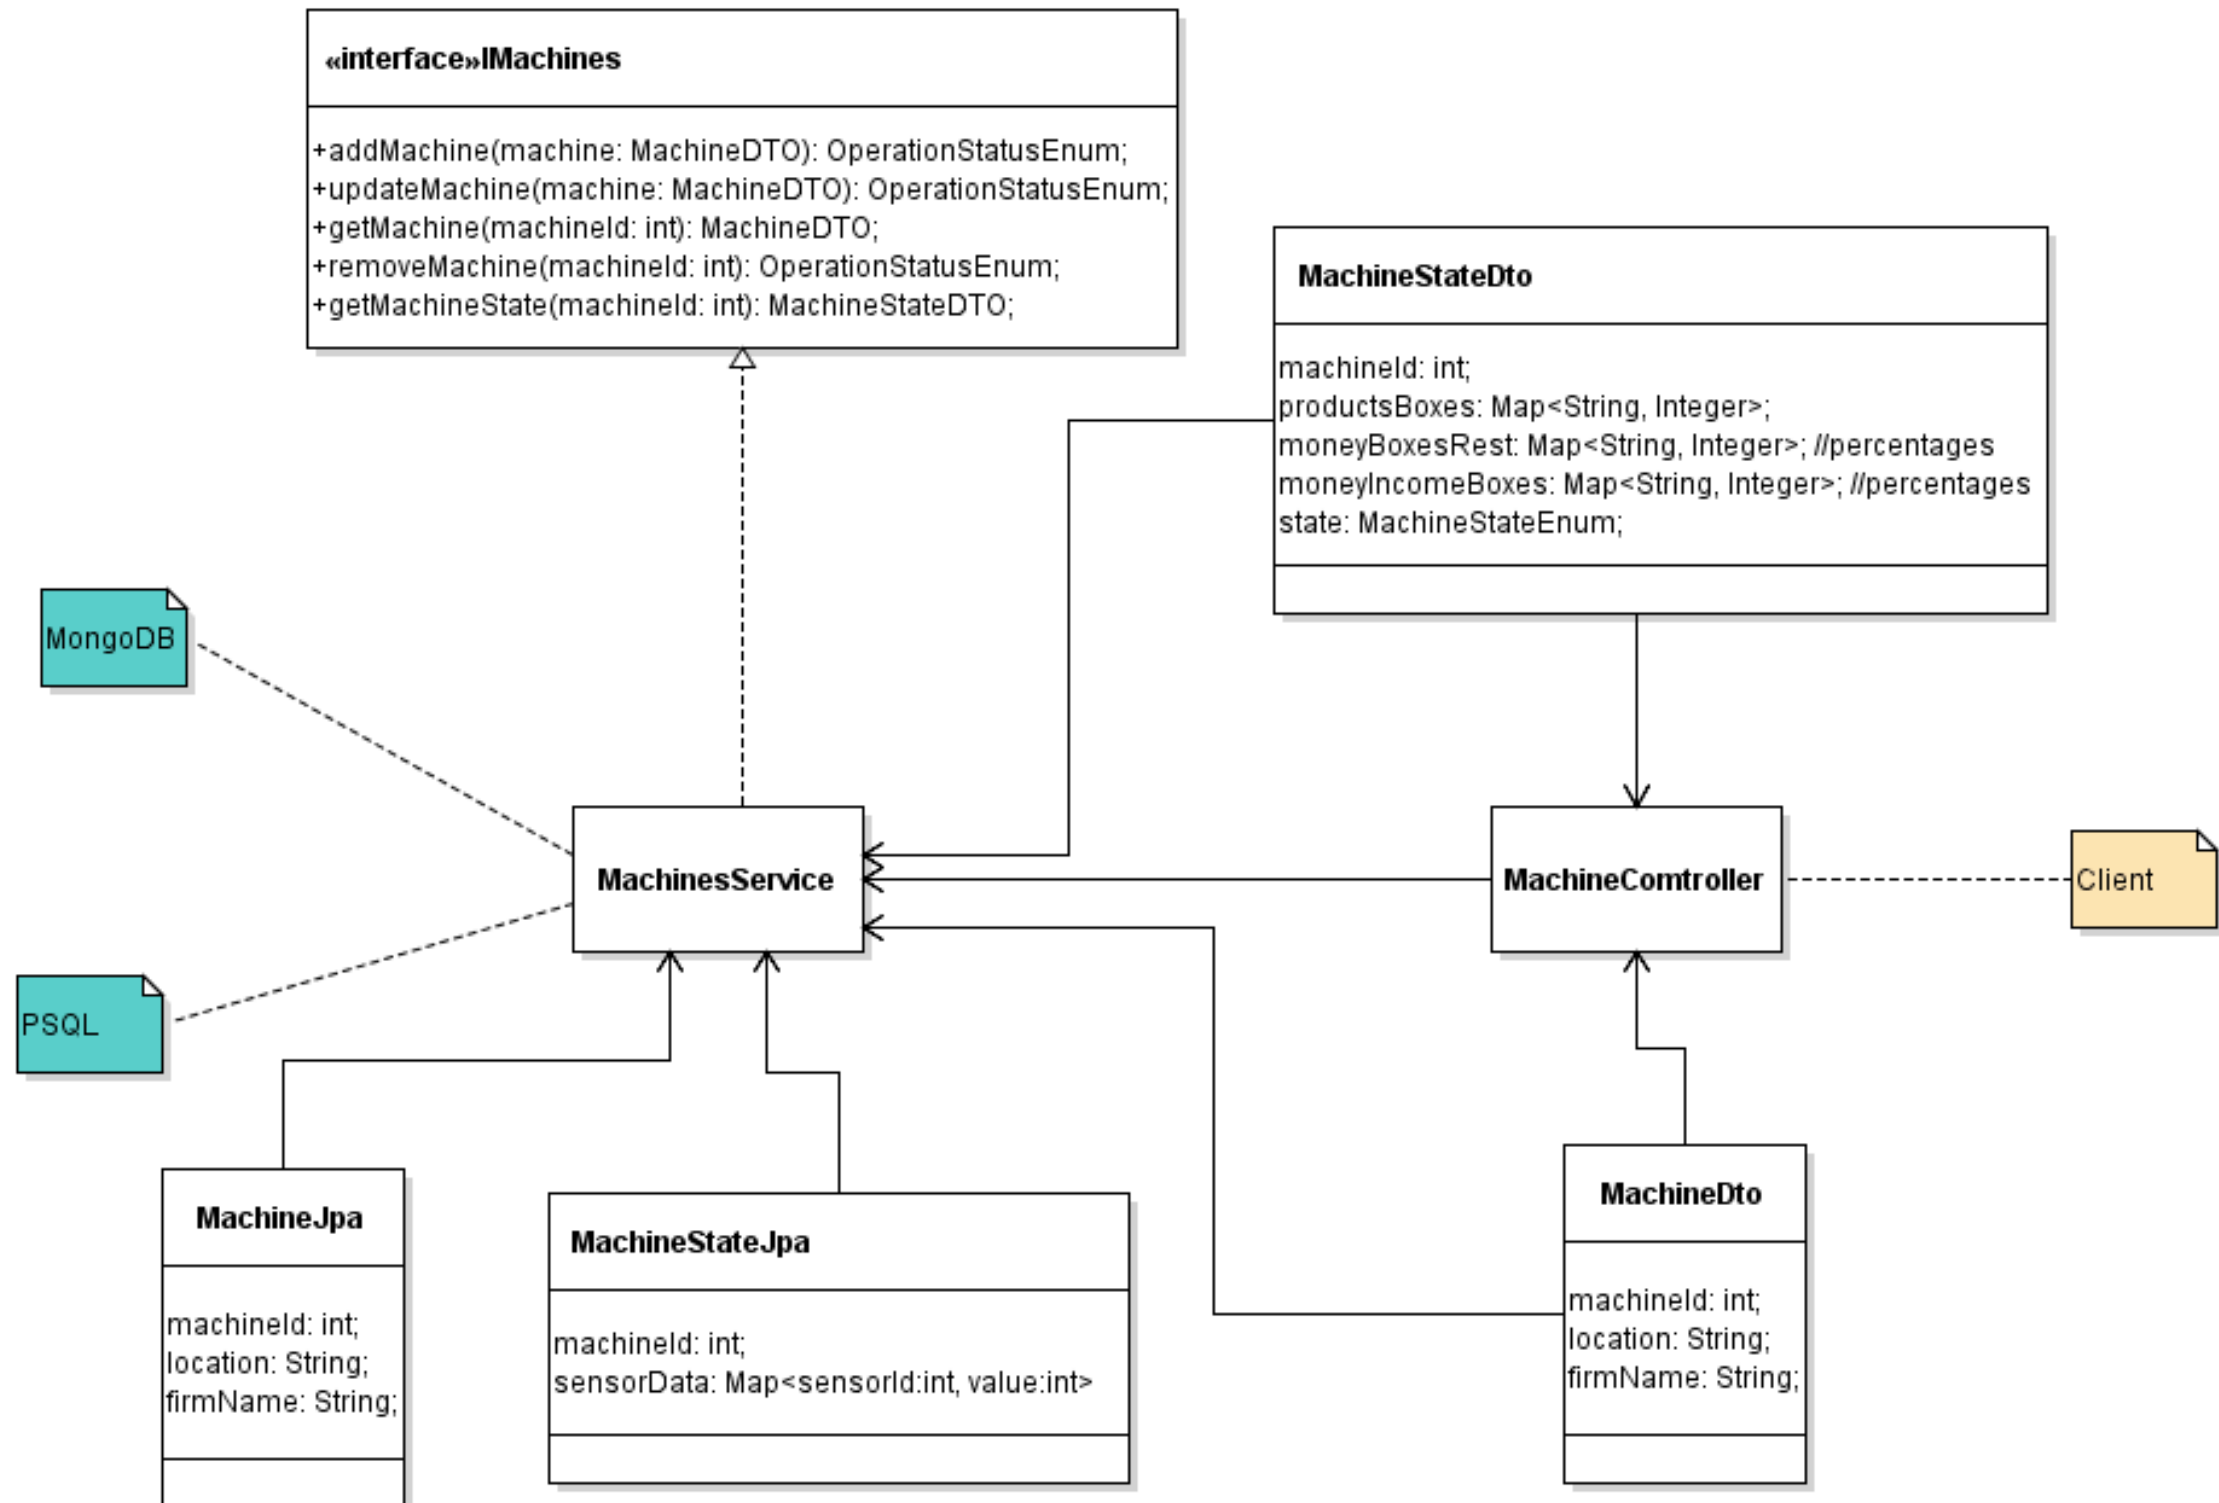 «interface»IMachines
+addMachine(machine: MachineDTO): OperationStatusEnum;
+updateMachine(machine: MachineDTO): OperationStatusEnum;
+getMachine(machineId: int): MachineDTO;
+removeMachine(machineId: int): OperationStatusEnum;
+getMachineState(machineId: int): MachineStateDTO;
MachineStateDto
machineId: int;
productsBoxes: Map<String, Integer>;
moneyBoxesRest: Map<String, Integer>; //percentages
moneyIncomeBoxes: Map<String, Integer>; //percentages
state: MachineStateEnum;
MongoDB
MachinesService
MachineComtroller
Client
PSQL
MachineJpa
machineId: int;
location: String;
firmName: String;
MachineStateJpa
machineId: int;
sensorData: Map<sensorId:int, value:int>
MachineDto
machineId: int;
location: String;
firmName: String;